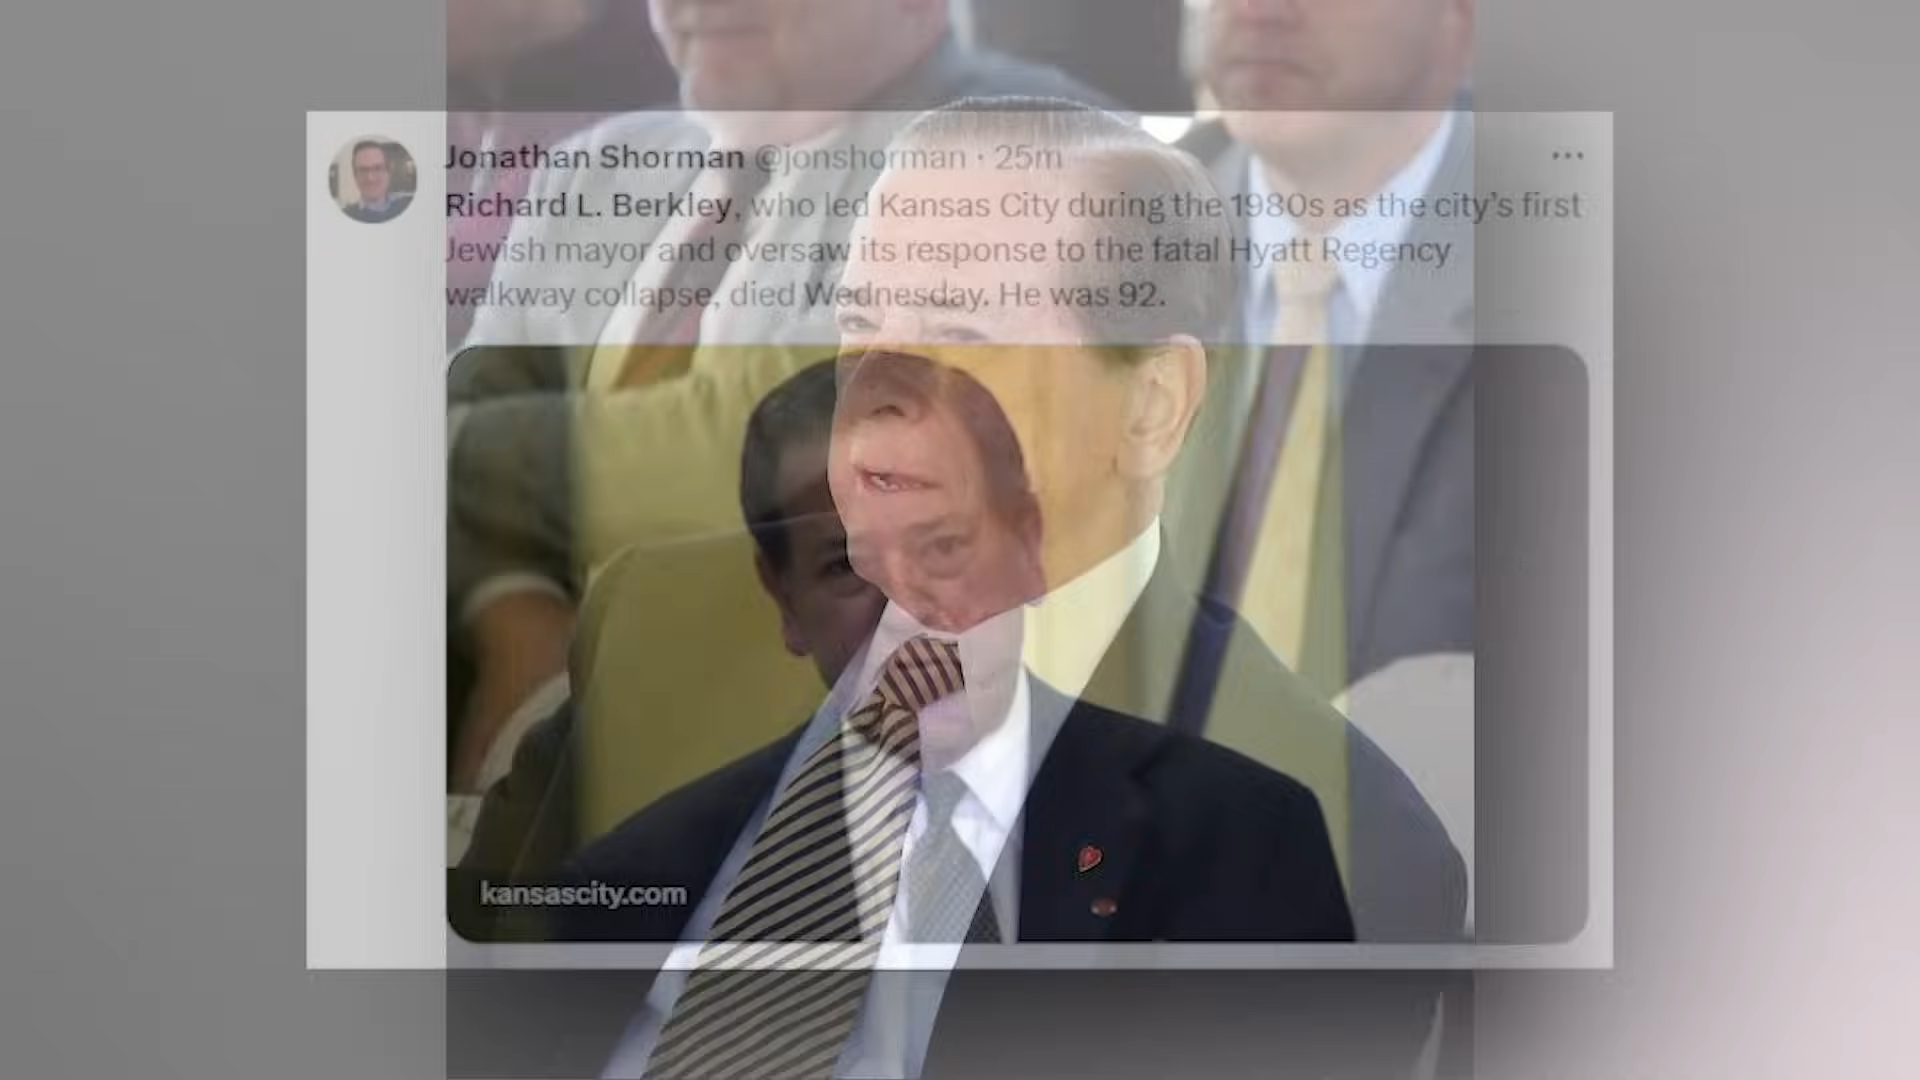 Jonathan Shorman @jonshorman · 25m
Richard L. Berkley, who led Kansas City during the 1980s as the city's first
Jewish mayor and oversaw its response to the fatal Hyatt Regency
walkway collapse, died Wednesday. He was 92.
kansascity.com